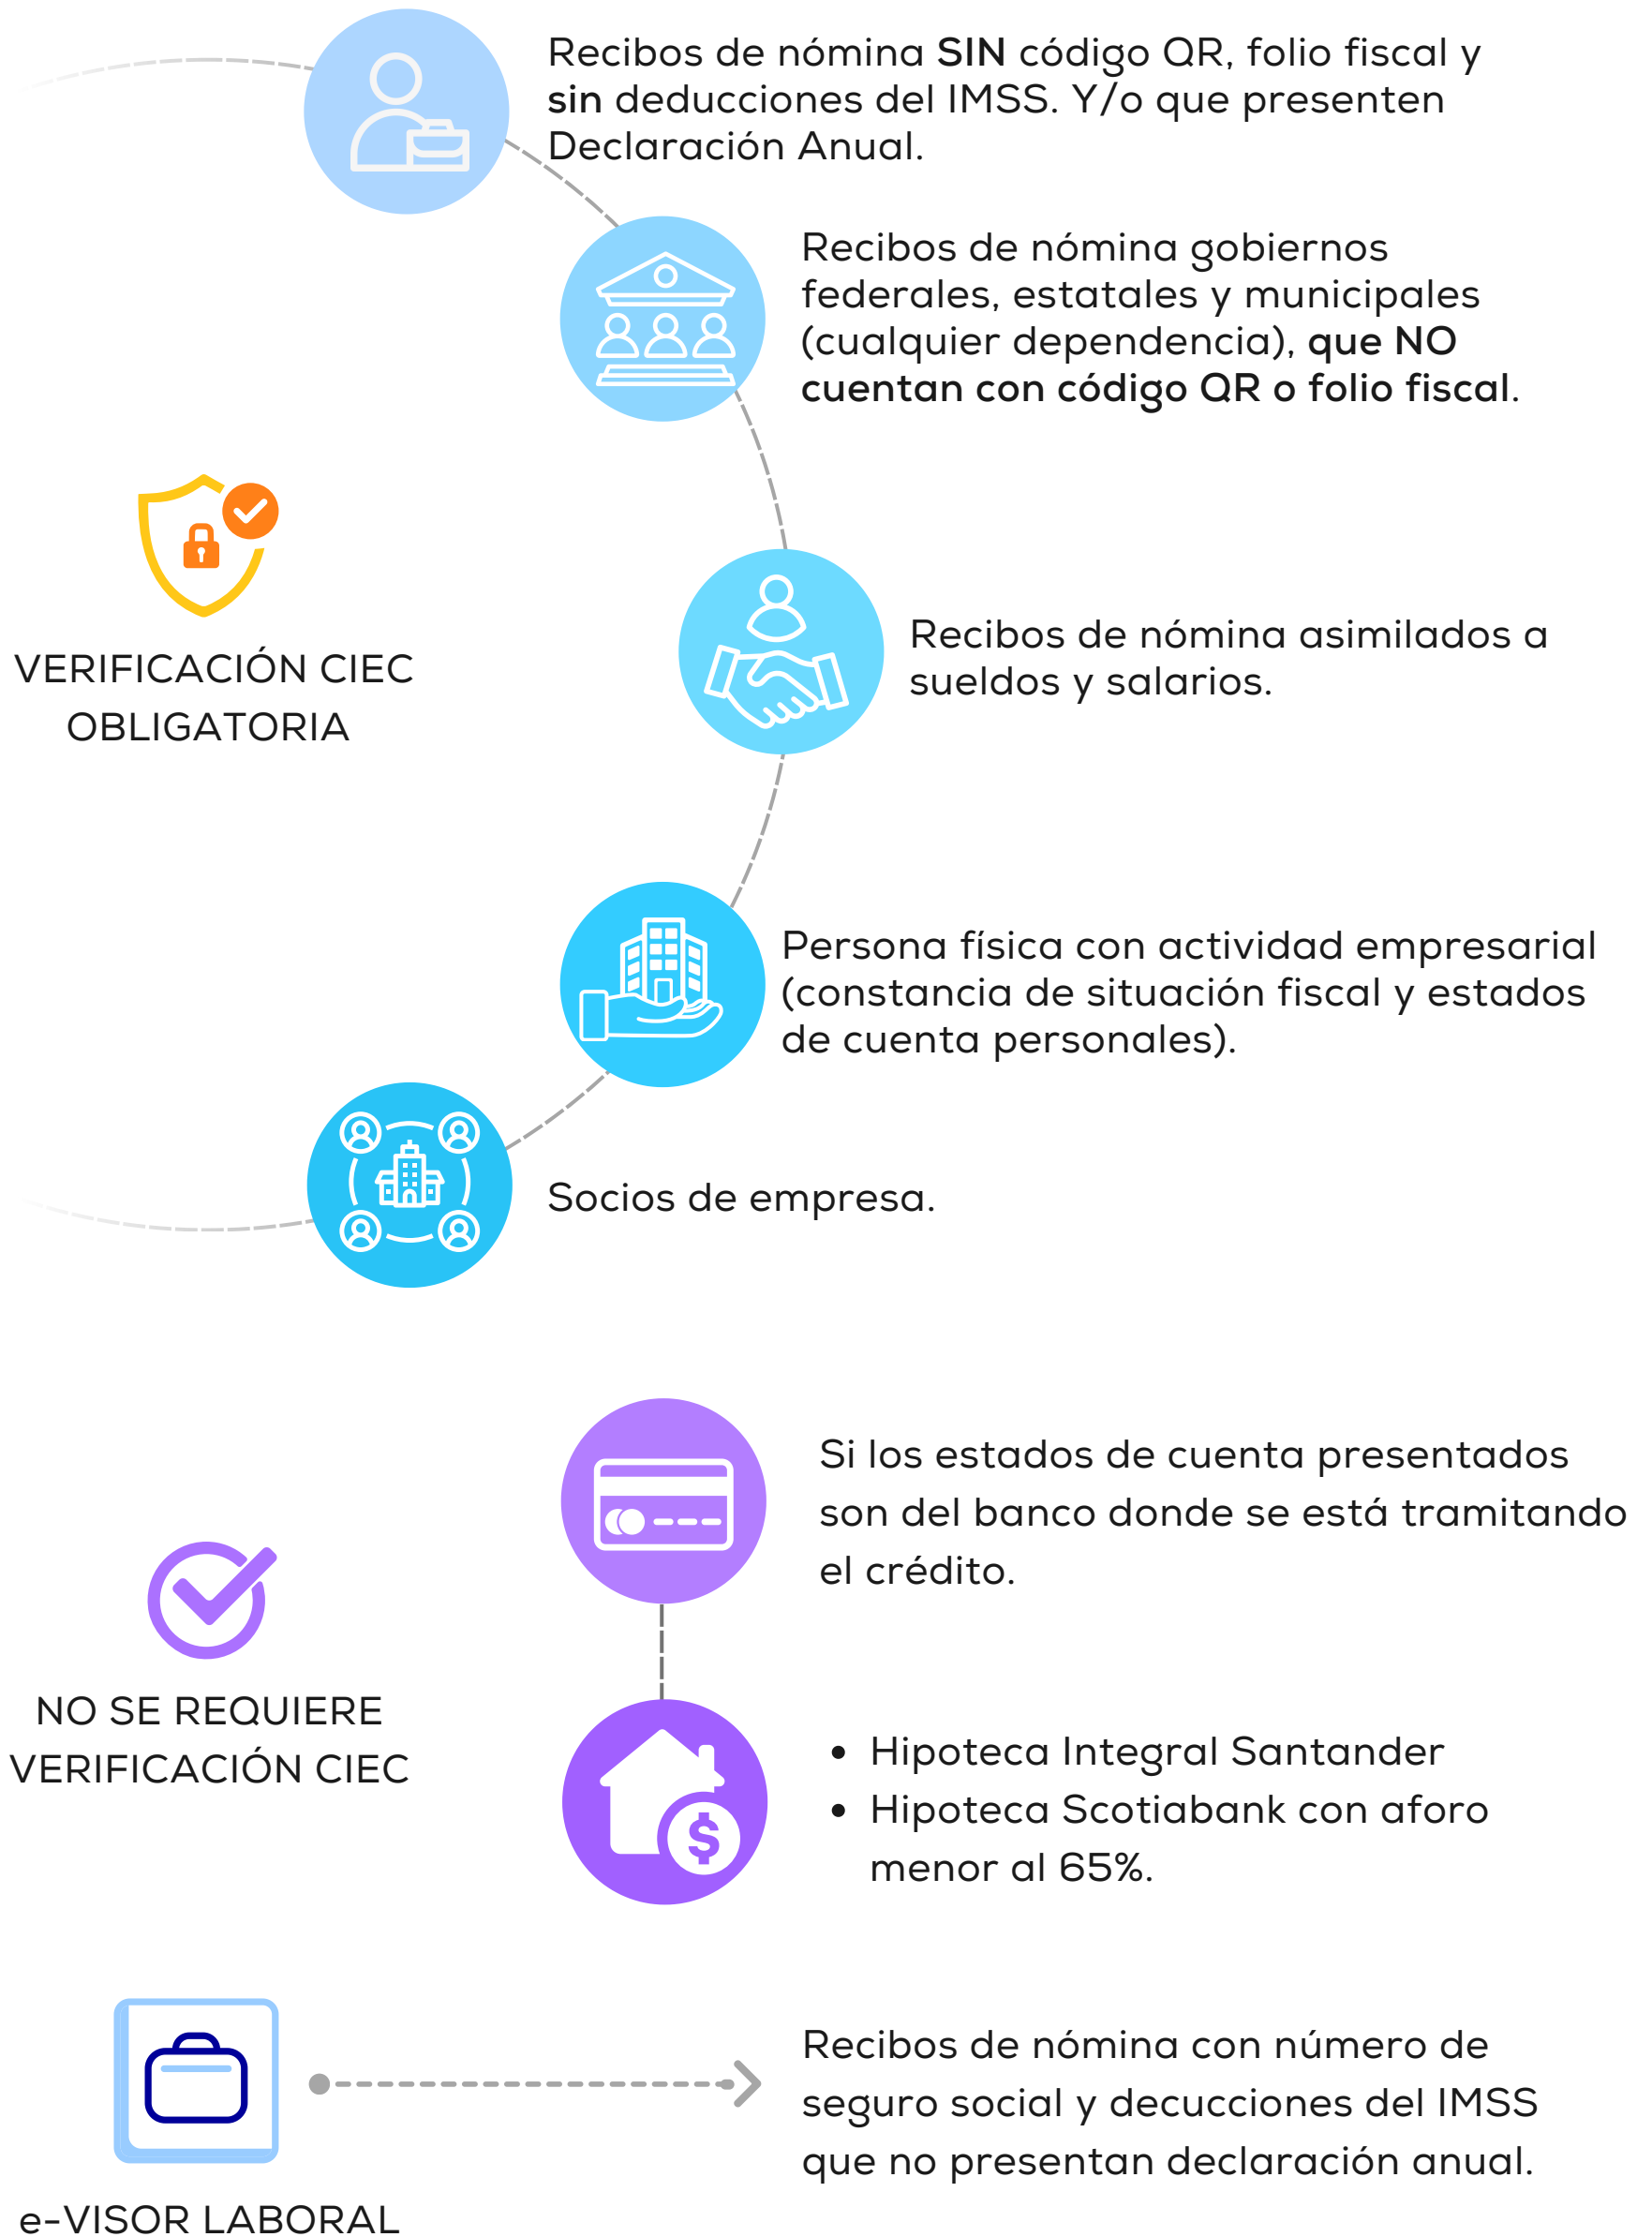 Recibos de nómina SIN código QR, folio fiscal y
sin deducciones del IMSS. Y/o que presenten
Declaración Anual.
Recibos de nómina gobiernos
federales, estatales y municipales
(cualquier dependencia), que NO
cuentan con código QR o folio fiscal.
VERIFICACIÓN CIEC
OBLIGATORIA
Recibos de nómina asimilados a
sueldos y salarios.
Persona física con actividad empresarial
(constancia de situación fiscal y estados
de cuenta personales).
Socios de empresa.
Si los estados de cuenta presentados
son del banco donde se está tramitando
el crédito.
NO SE REQUIERE
VERIFICACIÓN CIEC
• Hipoteca Integral Santander
• Hipoteca Scotiabank con aforo
menor al 65%.
$
Recibos de nómina con número de
seguro social y decucciones del IMSS
que no presentan declaración anual.
e-VISOR LABORAL